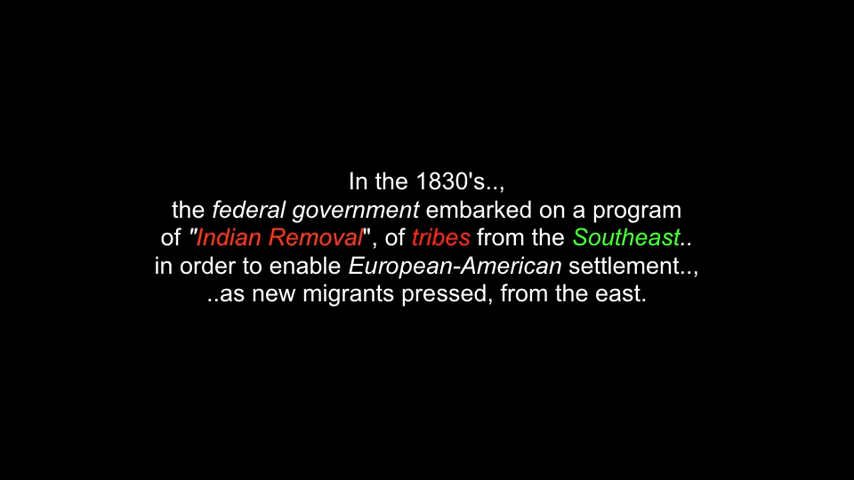 In the 1830's..,
the federal government embarked on a program
of "Indian Removal", of tribes from the Southeast..
in order to enable European-American settlement..,
..as new migrants pressed, from the east.